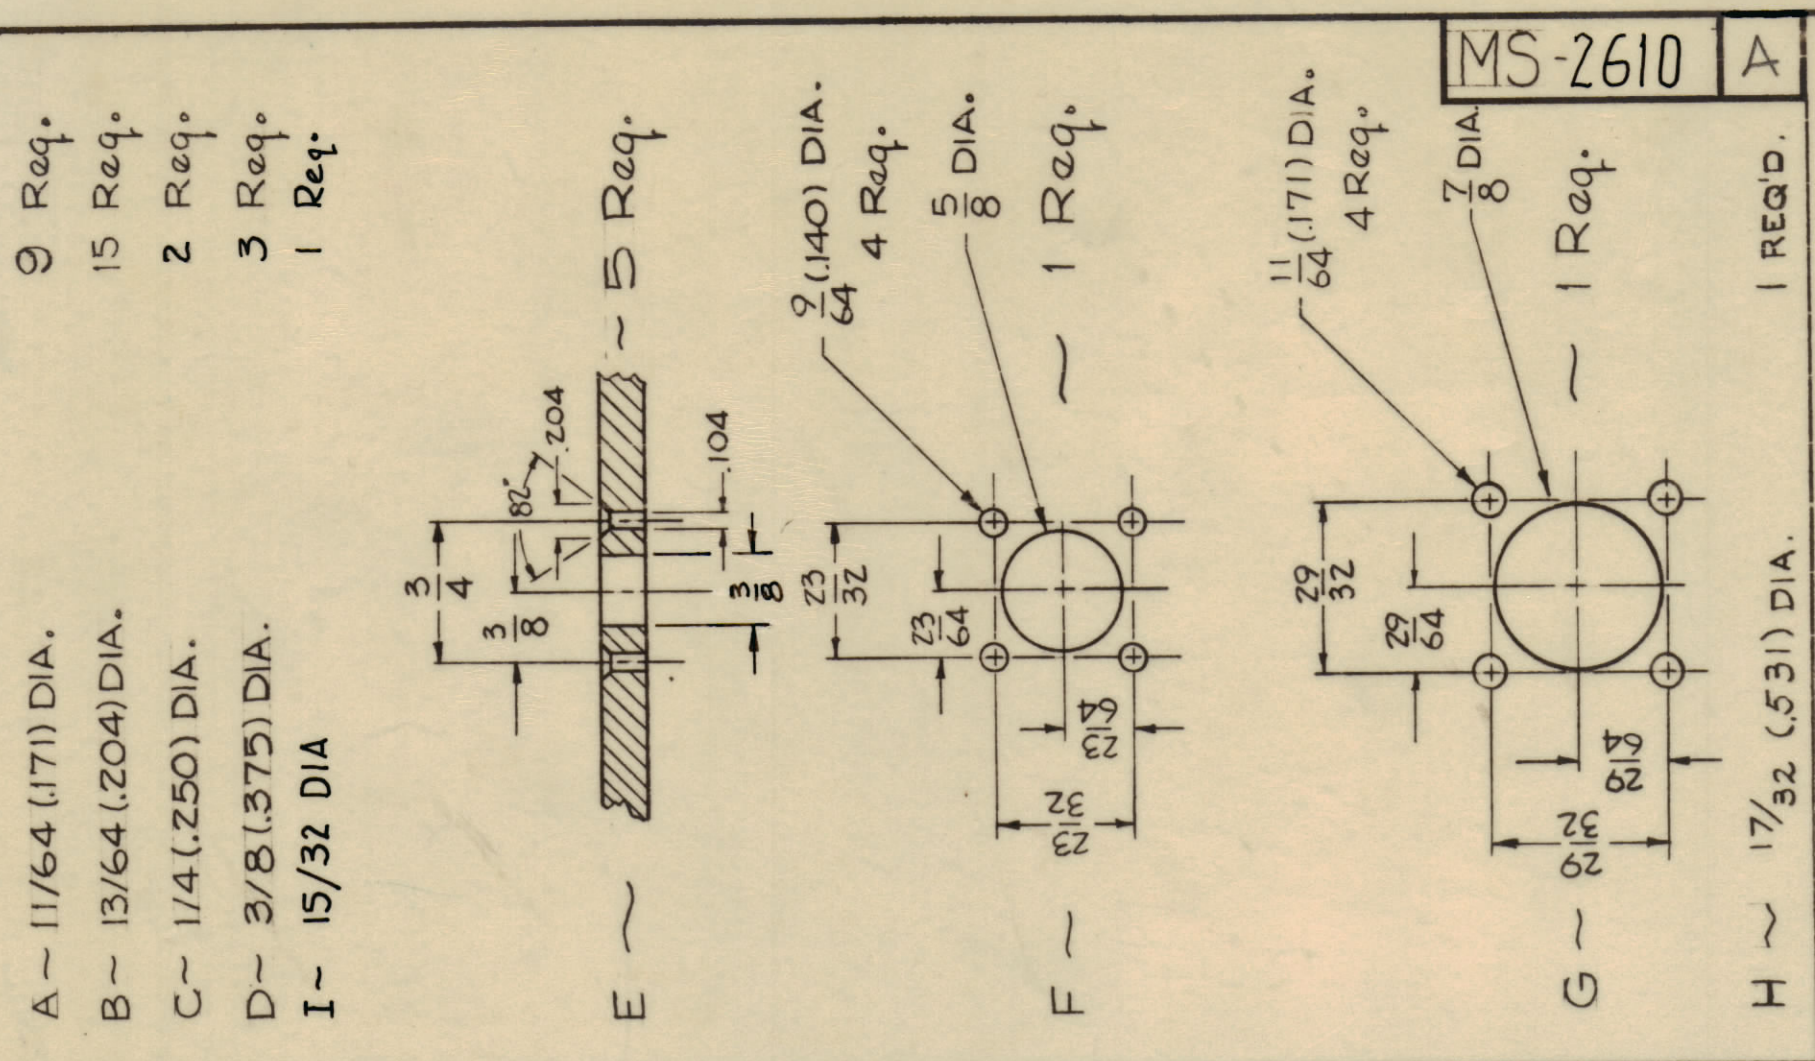 MS-2610 A
A ~ 11/64 (.171) DIA. 9 Req.
B ~ 13/64 (.204) DIA. 15 Req.
C ~ 1/4 (.250) DIA. 2 Req.
D ~ 3/8 (.375) DIA. 3 Req.
I ~ 15/32 DIA 1 Req.
3/4
3/8
82°
.204
E ~ ~ 5 Req.
.104
3/8
9/64 (.140) DIA.
4 Req.
5/8 DIA.
23/32
23/64
F ~ ~ 1 Req.
23/64
23/32
11/64 (.171) DIA.
4 Req.
7/8 DIA.
29/32
29/64
G ~ ~ 1 Req.
29/64
29/32
H ~ 17/32 (.531) DIA. 1 REQ'D.